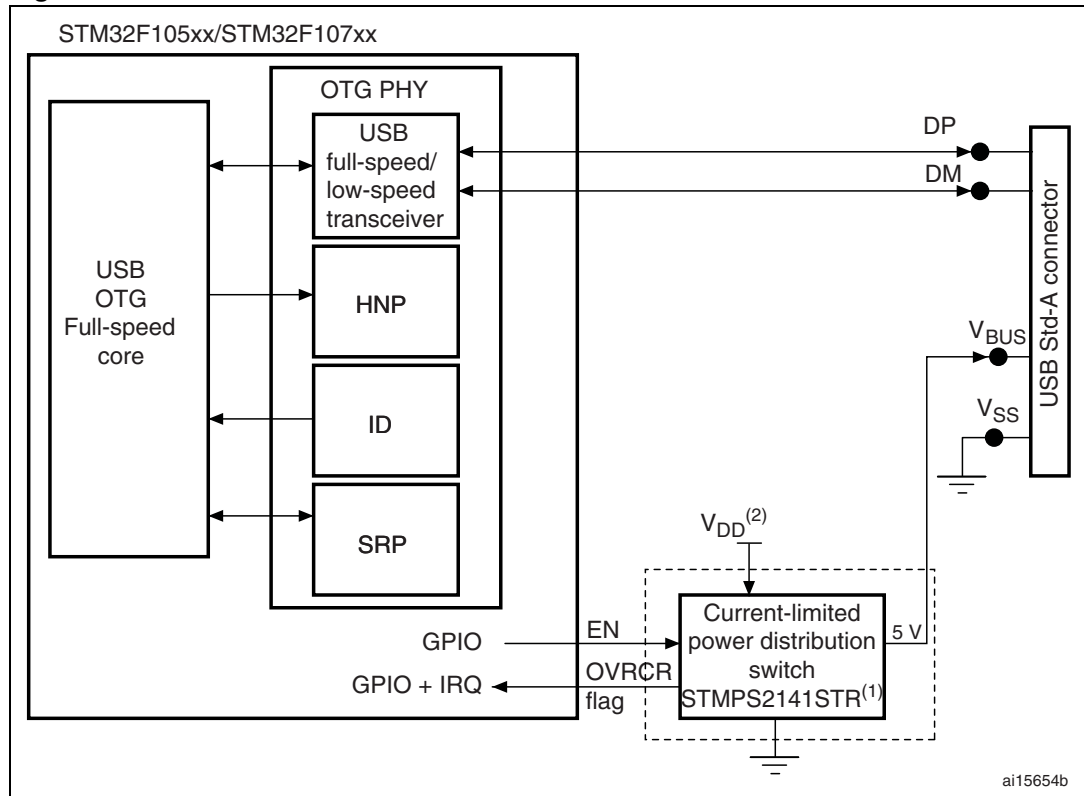 STM32F105xx/STM32F107xx
OTG PHY
USB
full-speed/
low-speed
transceiver
USB
OTG
Full-speed
core
HNP
ID
SRP
DP
DM
VBUS
VSS
USB Std-A connector
VDD(2)
GPIO
EN
GPIO + IRQ
OVRCR
flag
Current-limited
power distribution
switch
STMPS2141STR(1)
5 V
ai15654b